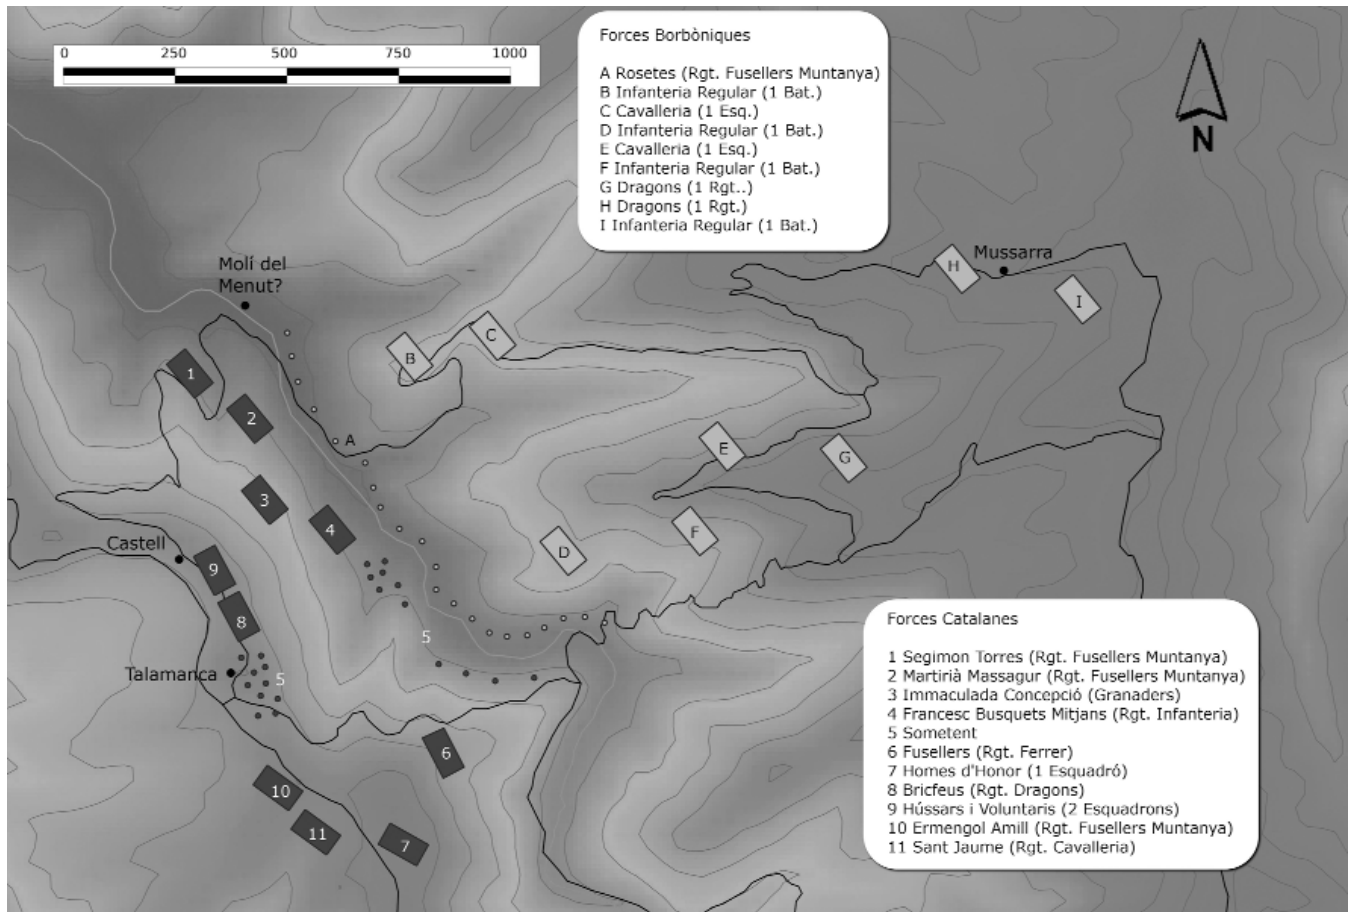 0 250 500 750 1000
Forces Borbòniques
A Rosetes (Rgt. Fusellers Muntanya)
B Infanteria Regular (1 Bat.)
C Cavalleria (1 Esq.)
D Infanteria Regular (1 Bat.)
E Cavalleria (1 Esq.)
F Infanteria Regular (1 Bat.)
G Dragons (1 Rgt..)
H Dragons (1 Rgt.)
I Infanteria Regular (1 Bat.)
N
Molí del
Menut?
Mussarra
H
I
B
C
1
2
A
E
G
3
4
F
D
Castell
9
8
5
Talamanca
5
6
10
11
7
Forces Catalanes
1 Segimon Torres (Rgt. Fusellers Muntanya)
2 Martirià Massagur (Rgt. Fusellers Muntanya)
3 Immaculada Concepció (Granaders)
4 Francesc Busquets Mitjans (Rgt. Infanteria)
5 Sometent
6 Fusellers (Rgt. Ferrer)
7 Homes d'Honor (1 Esquadró)
8 Bricfeus (Rgt. Dragons)
9 Hússars i Voluntaris (2 Esquadrons)
10 Ermengol Amill (Rgt. Fusellers Muntanya)
11 Sant Jaume (Rgt. Cavalleria)